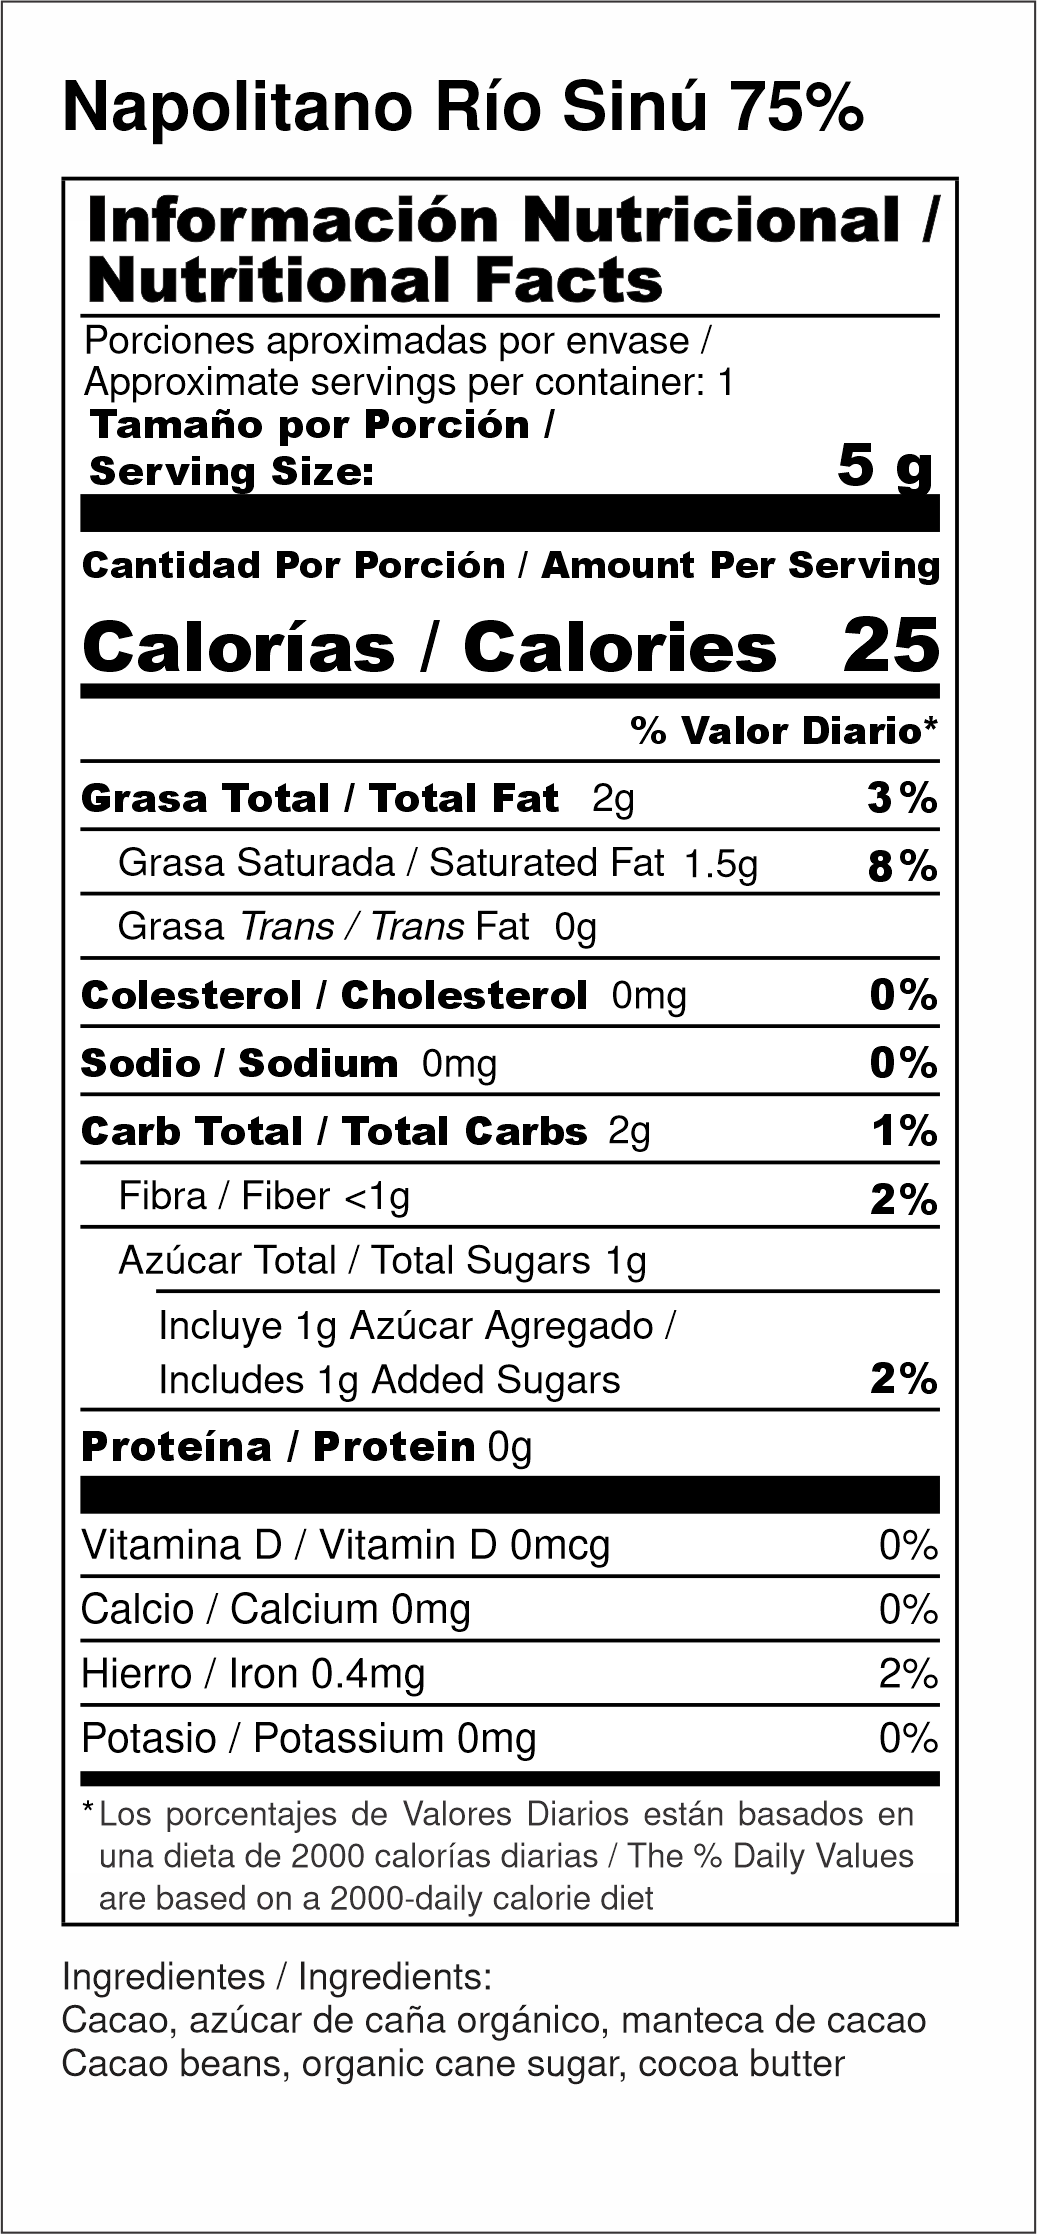 Napolitano Río Sinú 75%
Información Nutricional /
Nutritional Facts
Porciones aproximadas por envase /
Approximate servings per container: 1
Tamaño por Porción /
Serving Size: 5 g
Cantidad Por Porción / Amount Per Serving
Calorías / Calories 25
% Valor Diario*
Grasa Total / Total Fat 2g 3%
Grasa Saturada / Saturated Fat 1.5g 8%
Grasa Trans / Trans Fat 0g
Colesterol / Cholesterol 0mg 0%
Sodio / Sodium 0mg 0%
Carb Total / Total Carbs 2g 1%
Fibra / Fiber <1g 2%
Azúcar Total / Total Sugars 1g
Incluye 1g Azúcar Agregado /
Includes 1g Added Sugars 2%
Proteína / Protein 0g
Vitamina D / Vitamin D 0mcg 0%
Calcio / Calcium 0mg 0%
Hierro / Iron 0.4mg 2%
Potasio / Potassium 0mg 0%
*Los porcentajes de Valores Diarios están basados en
una dieta de 2000 calorías diarias / The % Daily Values
are based on a 2000-daily calorie diet
Ingredientes / Ingredients:
Cacao, azúcar de caña orgánico, manteca de cacao
Cacao beans, organic cane sugar, cocoa butter